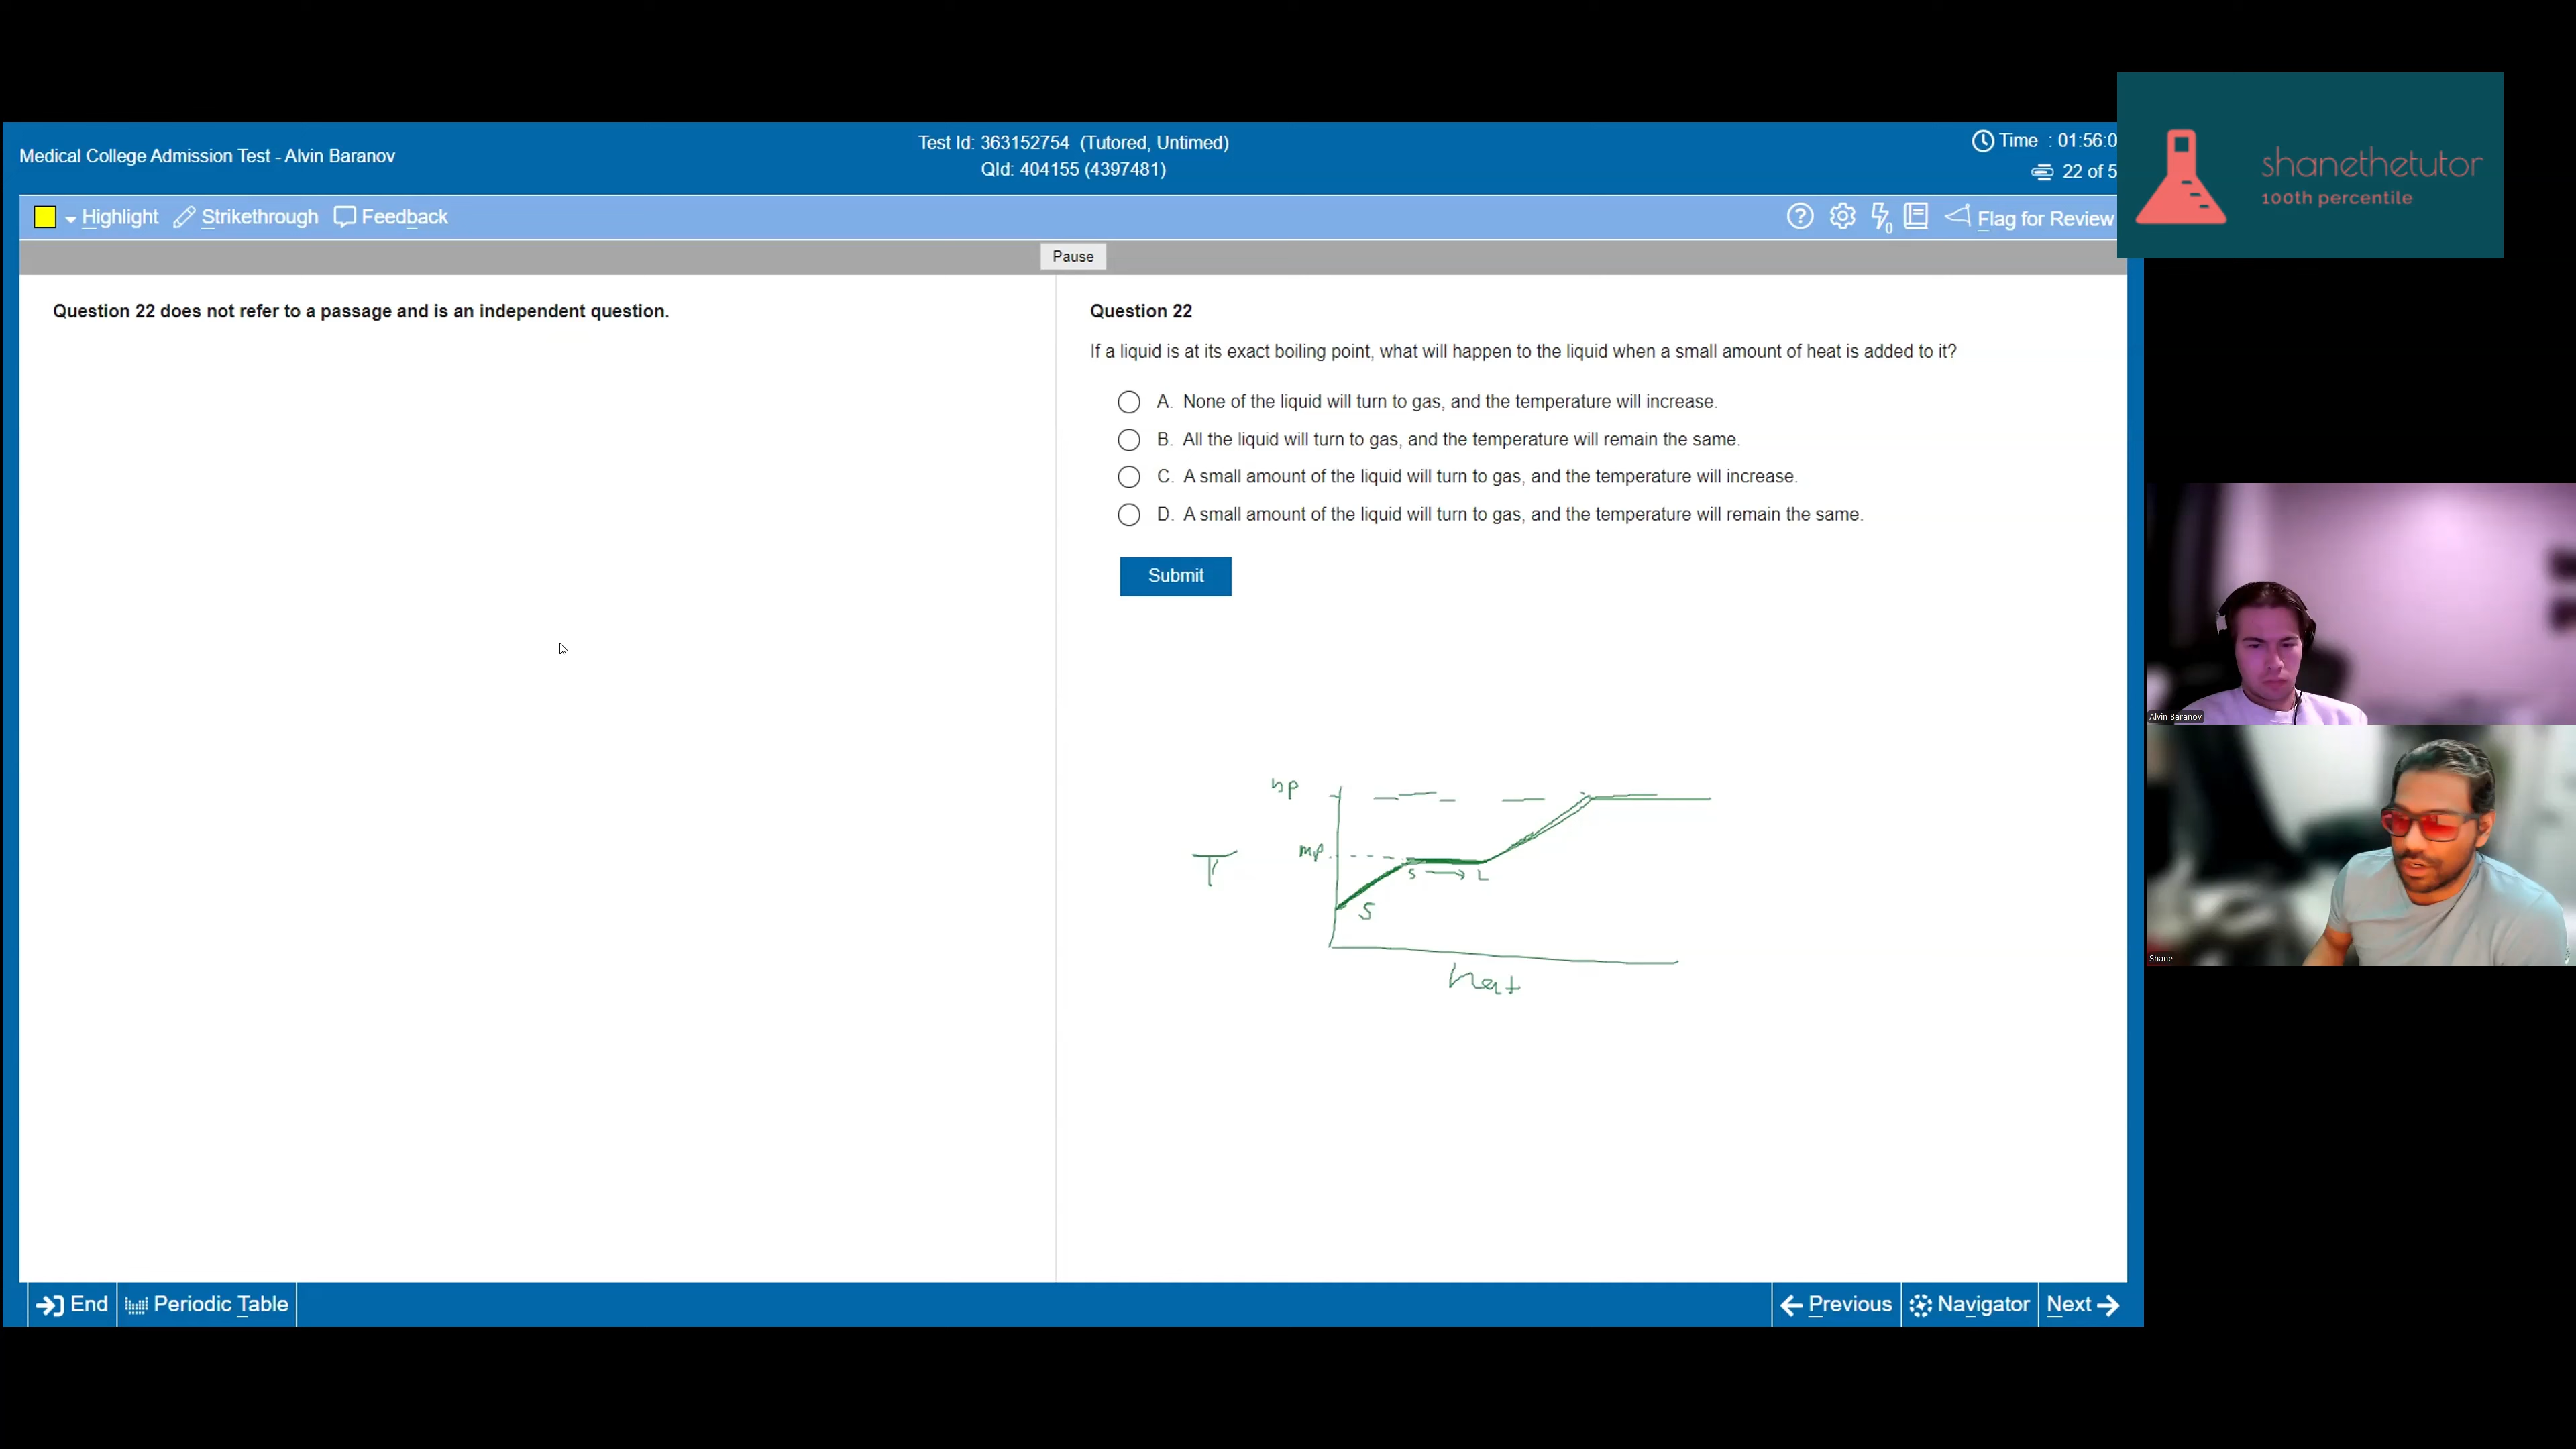 Medical College Admission Test - Alvin Baranov
Test Id: 363152754 (Tutored, Untimed)
QId: 404155 (4397481)
Time : 01:56:0
22 of 5
shanethetutor
100th percentile
Highlight Strikethrough Feedback
0
Flag for Review
Pause
Question 22 does not refer to a passage and is an independent question.
Question 22
If a liquid is at its exact boiling point, what will happen to the liquid when a small amount of heat is added to it?
A. None of the liquid will turn to gas, and the temperature will increase.
B. All the liquid will turn to gas, and the temperature will remain the same.
C. A small amount of the liquid will turn to gas, and the temperature will increase.
D. A small amount of the liquid will turn to gas, and the temperature will remain the same.
Submit
Alvin Baranov
bp
mp
T
S → L
S
heat
Shane
End Periodic Table
Previous Navigator Next